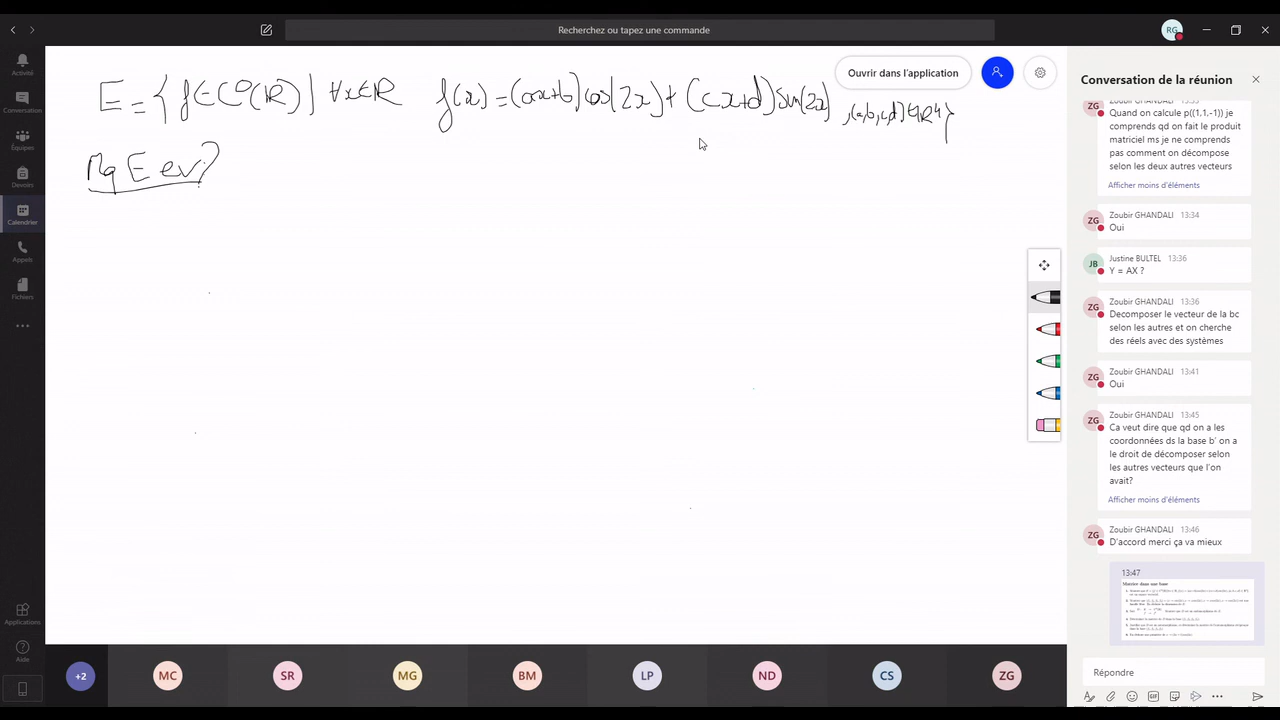 Recherchez ou tapez une commande
RG
Activité
Conversation
Équipes
Devoirs
Calendrier
Appels
Fichiers
Applications
Aide
E = { f ∈ C⁰(ℝ) | ∀x∈ℝ f(x) = (ax+b)cos(2x) + (cx+d) sin(2x), (a,b,c,d)∈ℝ⁴ }
Mq E ev?
Ouvrir dans l'application
+2
MC
SR
MG
BM
LP
ND
CS
ZG
Conversation de la réunion
ZG
Quand on calcule p((1,1,-1)) je
comprends qd on fait le produit
matriciel ms je ne comprends
pas comment on décompose
selon les deux autres vecteurs
Afficher moins d'éléments
ZG
Zoubir GHANDALI 13:34
Oui
JB
Justine BULTEL 13:36
Y = AX ?
ZG
Zoubir GHANDALI 13:36
Decomposer le vecteur de la bc
selon les autres et on cherche
des réels avec des systèmes
ZG
Zoubir GHANDALI 13:41
Oui
ZG
Zoubir GHANDALI 13:45
Ca veut dire que qd on a les
coordonnées ds la base b' on a
le droit de décomposer selon
les autres vecteurs que l'on
avait?
Afficher moins d'éléments
ZG
Zoubir GHANDALI 13:46
D'accord merci ça va mieux
13:47
Répondre
GIF